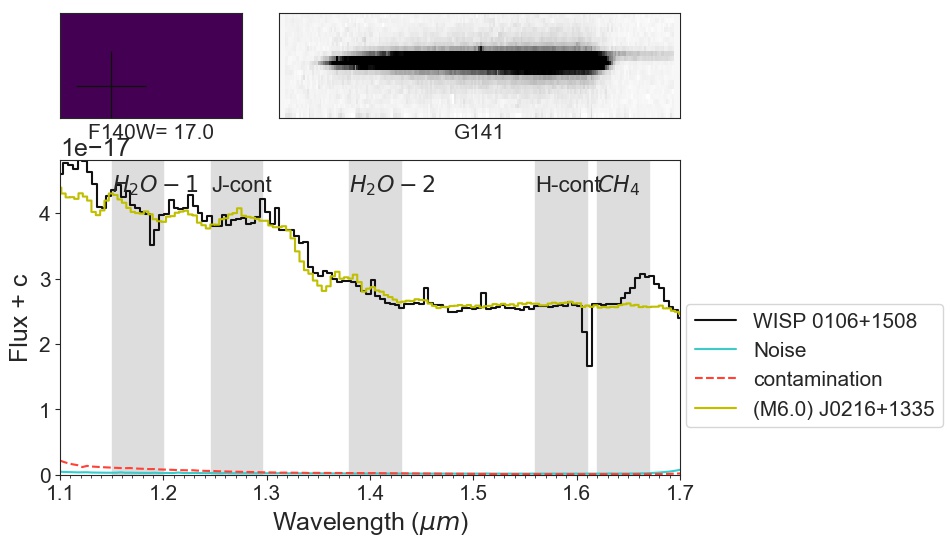 F140W= 17.0
G141
1e−17
H₂O − 1
J-cont
H₂O − 2
H-cont
CH₄
4
3
2
1
0
Flux + c
1.1
1.2
1.3
1.4
1.5
1.6
1.7
Wavelength (μm)
WISP 0106+1508
Noise
contamination
(M6.0) J0216+1335